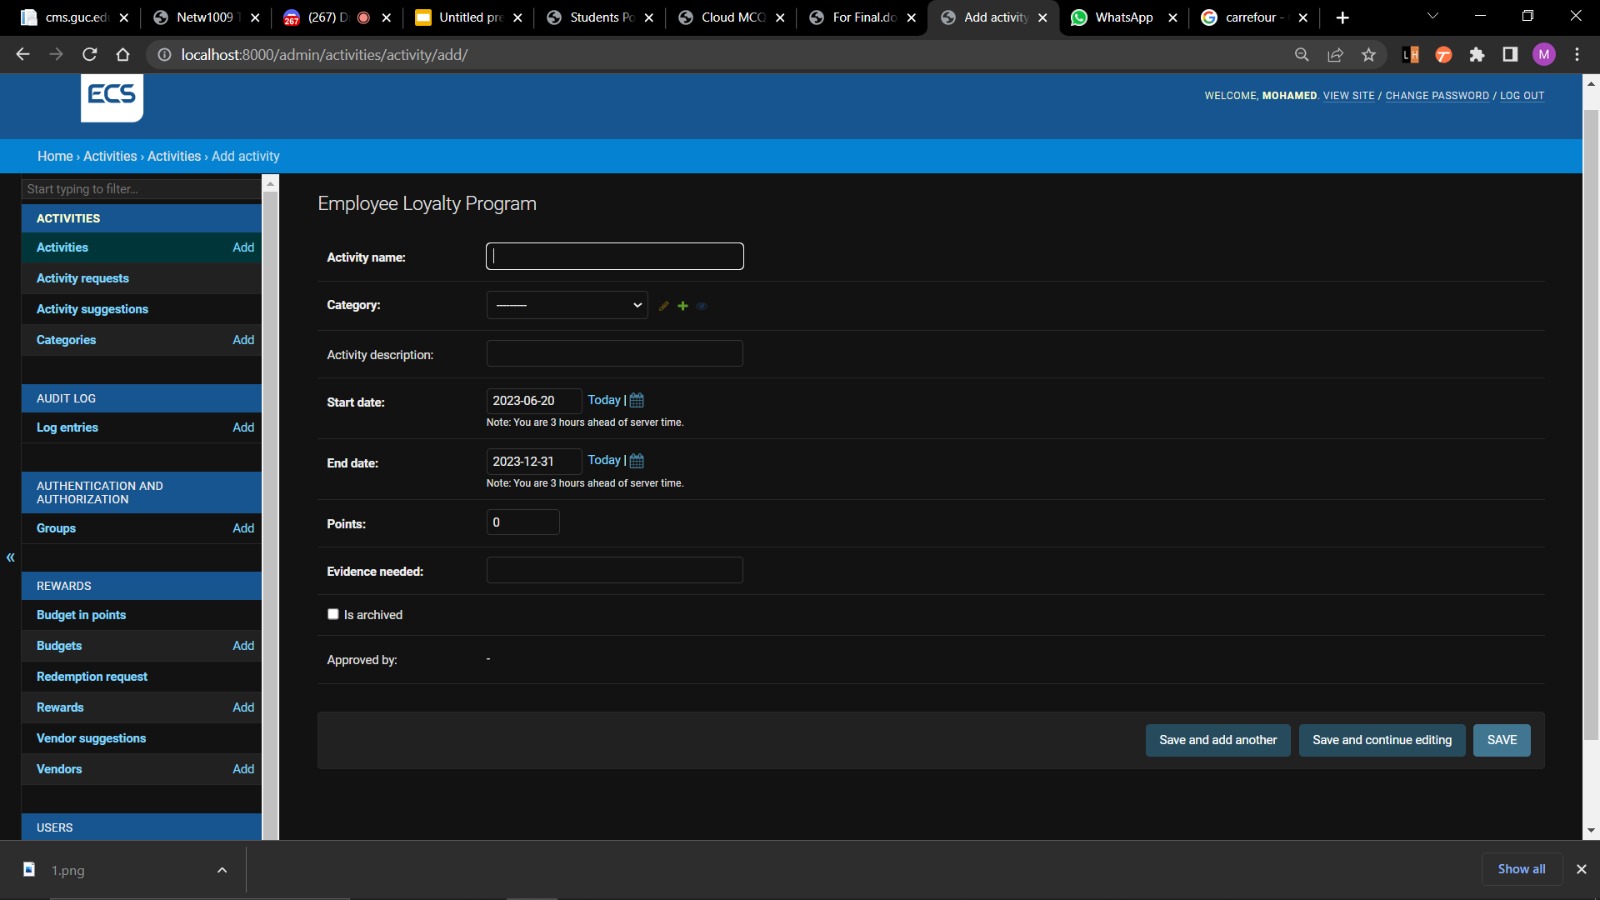 cms.guc.ed
Netw1009
267
(267) D
Untitled pre
Students Po
Cloud MCC
For Final.do
Add activity
WhatsApp
carrefour -
localhost:8000/admin/activities/activity/add/
LH
M
ECS
WELCOME, MOHAMED. VIEW SITE / CHANGE PASSWORD / LOG OUT
Home › Activities › Activities › Add activity
Start typing to filter...
ACTIVITIES
Activities Add
Activity requests
Activity suggestions
Categories Add
AUDIT LOG
Log entries Add
AUTHENTICATION AND
AUTHORIZATION
Groups Add
«
REWARDS
Budget in points
Budgets Add
Redemption request
Rewards Add
Vendor suggestions
Vendors Add
USERS
Employee Loyalty Program
Activity name:
Category: ---------
Activity description:
Start date: 2023-06-20 Today |
Note: You are 3 hours ahead of server time.
End date: 2023-12-31 Today |
Note: You are 3 hours ahead of server time.
Points: 0
Evidence needed:
Is archived
Approved by: -
Save and add another
Save and continue editing
SAVE
1.png
Show all